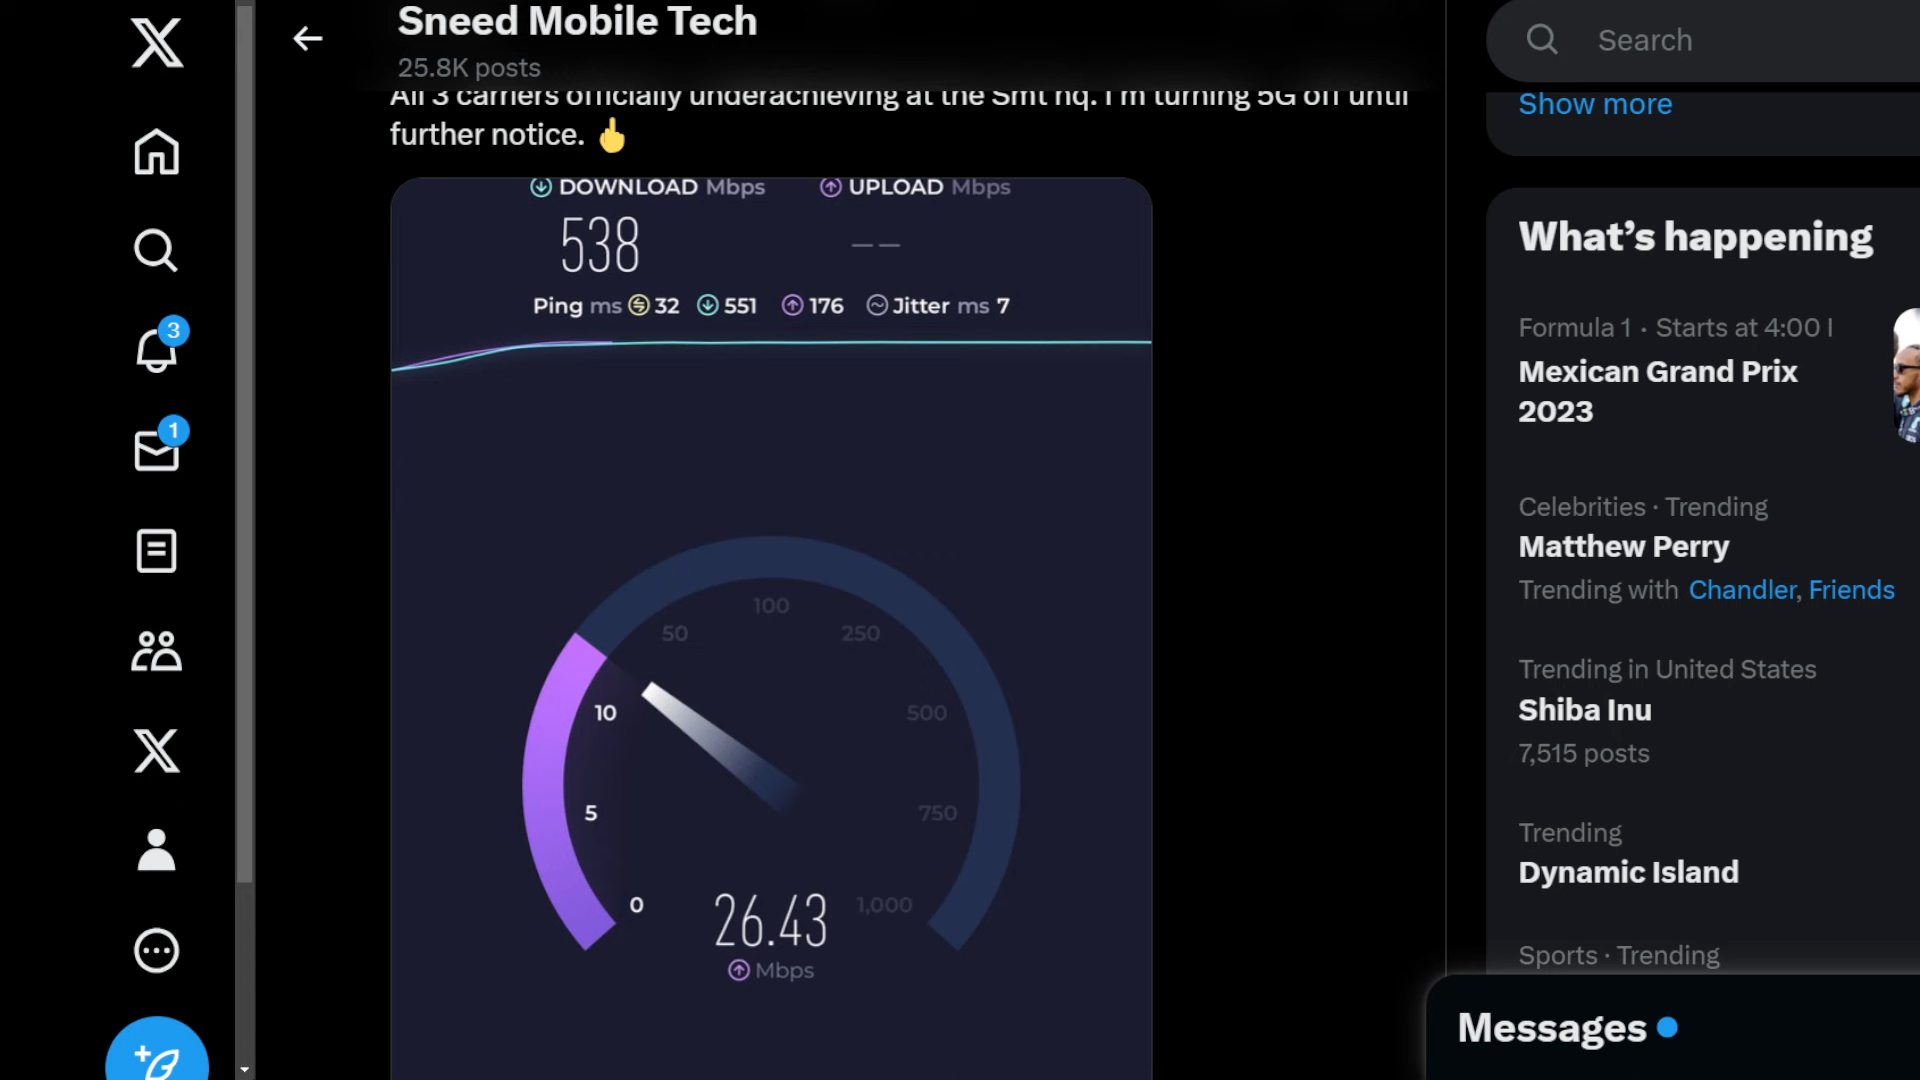 Sneed Mobile Tech
25.8K posts
All 3 carriers officially underachieving at the Smt hq. I'm turning 5G off until
further notice. 🖕
DOWNLOAD Mbps
UPLOAD Mbps
538
——
Ping ms 32 551 176 Jitter ms 7
0
5
10
50
100
250
500
750
1,000
26.43
Mbps
3
1
Search
Show more
What's happening
Formula 1 · Starts at 4:00
Mexican Grand Prix
2023
Celebrities · Trending
Matthew Perry
Trending with Chandler, Friends
Trending in United States
Shiba Inu
7,515 posts
Trending
Dynamic Island
Sports · Trending
Messages